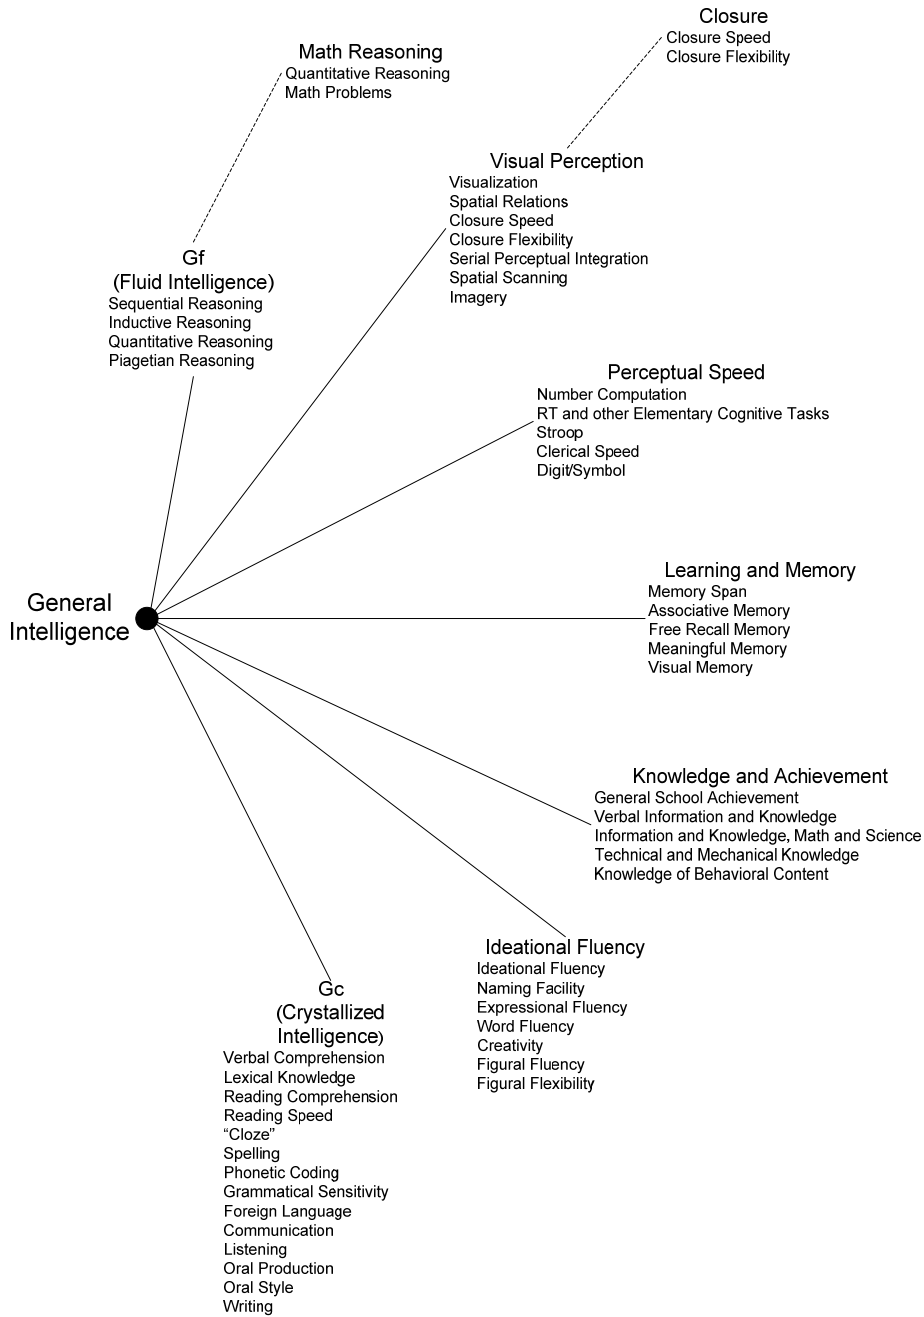 Closure
Closure Speed
Closure Flexibility
Math Reasoning
Quantitative Reasoning
Math Problems
Visual Perception
Visualization
Spatial Relations
Closure Speed
Closure Flexibility
Serial Perceptual Integration
Spatial Scanning
Imagery
Gf
(Fluid Intelligence)
Sequential Reasoning
Inductive Reasoning
Quantitative Reasoning
Piagetian Reasoning
Perceptual Speed
Number Computation
RT and other Elementary Cognitive Tasks
Stroop
Clerical Speed
Digit/Symbol
General
Intelligence
Learning and Memory
Memory Span
Associative Memory
Free Recall Memory
Meaningful Memory
Visual Memory
Knowledge and Achievement
General School Achievement
Verbal Information and Knowledge
Information and Knowledge, Math and Science
Technical and Mechanical Knowledge
Knowledge of Behavioral Content
Ideational Fluency
Ideational Fluency
Naming Facility
Expressional Fluency
Word Fluency
Creativity
Figural Fluency
Figural Flexibility
Gc
(Crystallized
Intelligence)
Verbal Comprehension
Lexical Knowledge
Reading Comprehension
Reading Speed
“Cloze”
Spelling
Phonetic Coding
Grammatical Sensitivity
Foreign Language
Communication
Listening
Oral Production
Oral Style
Writing